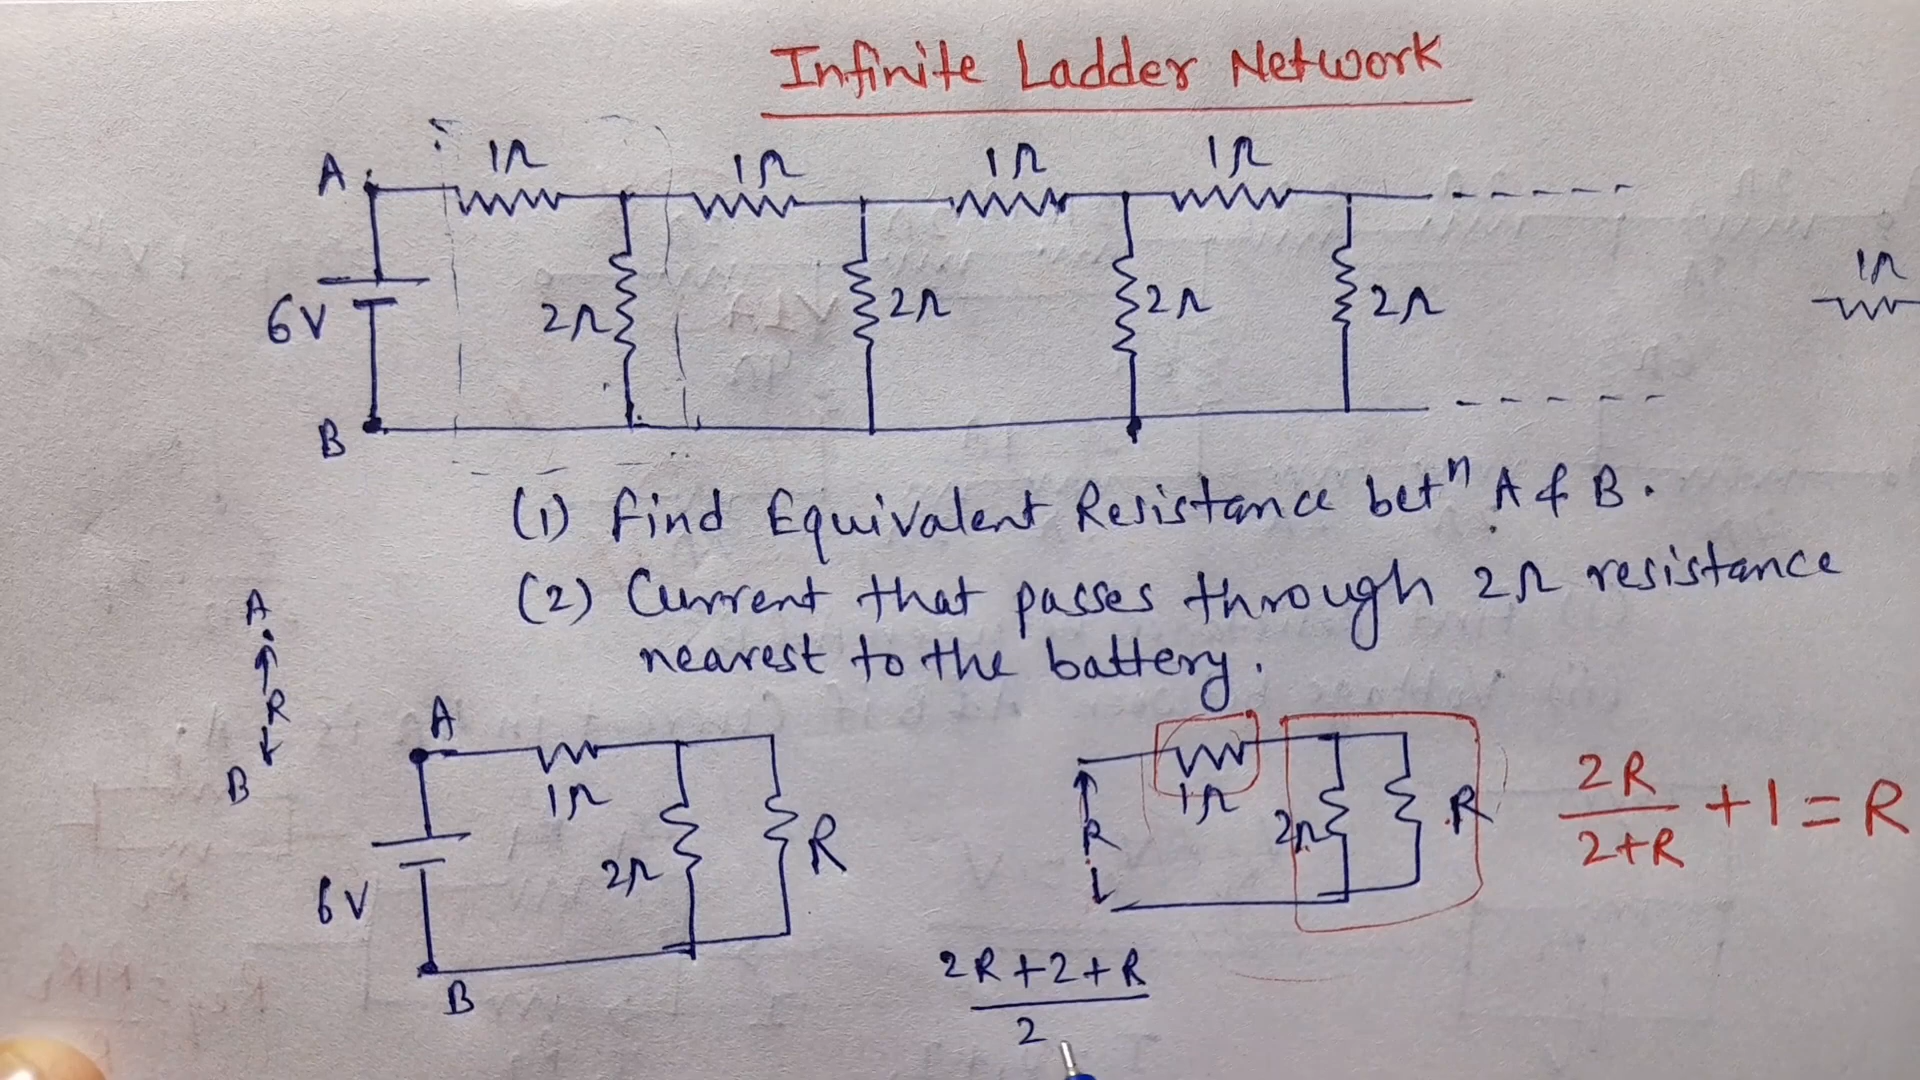 Infinite Ladder Network
1Ω 1Ω 1Ω 1Ω
A
6V 2Ω 2Ω 2Ω 2Ω 1Ω
B
(1) Find Equivalent Resistance betⁿ A & B.
(2) Current that passes through 2Ω resistance
nearest to the battery.
A
R
B
A
1Ω
6V 2Ω R
B
R 1Ω 2Ω R
2R/2+R + 1 = R
2R+2+R
2